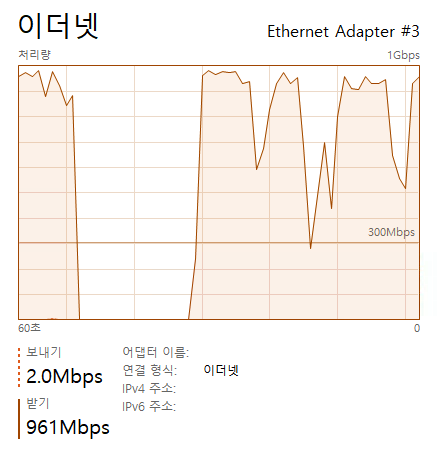 이더넷
Ethernet Adapter #3
처리량
1Gbps
300Mbps
60초
0
보내기
2.0Mbps
받기
961Mbps
어댑터 이름:
연결 형식: 이더넷
IPv4 주소:
IPv6 주소: